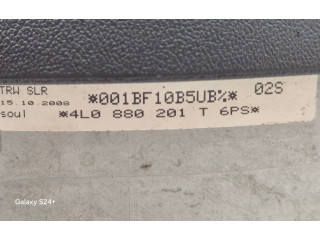 TRW SLR
*001BF10B5UB%* 02S
15.10.2008
soul *4L0 880 201 T 6PS*
Galaxy S24+